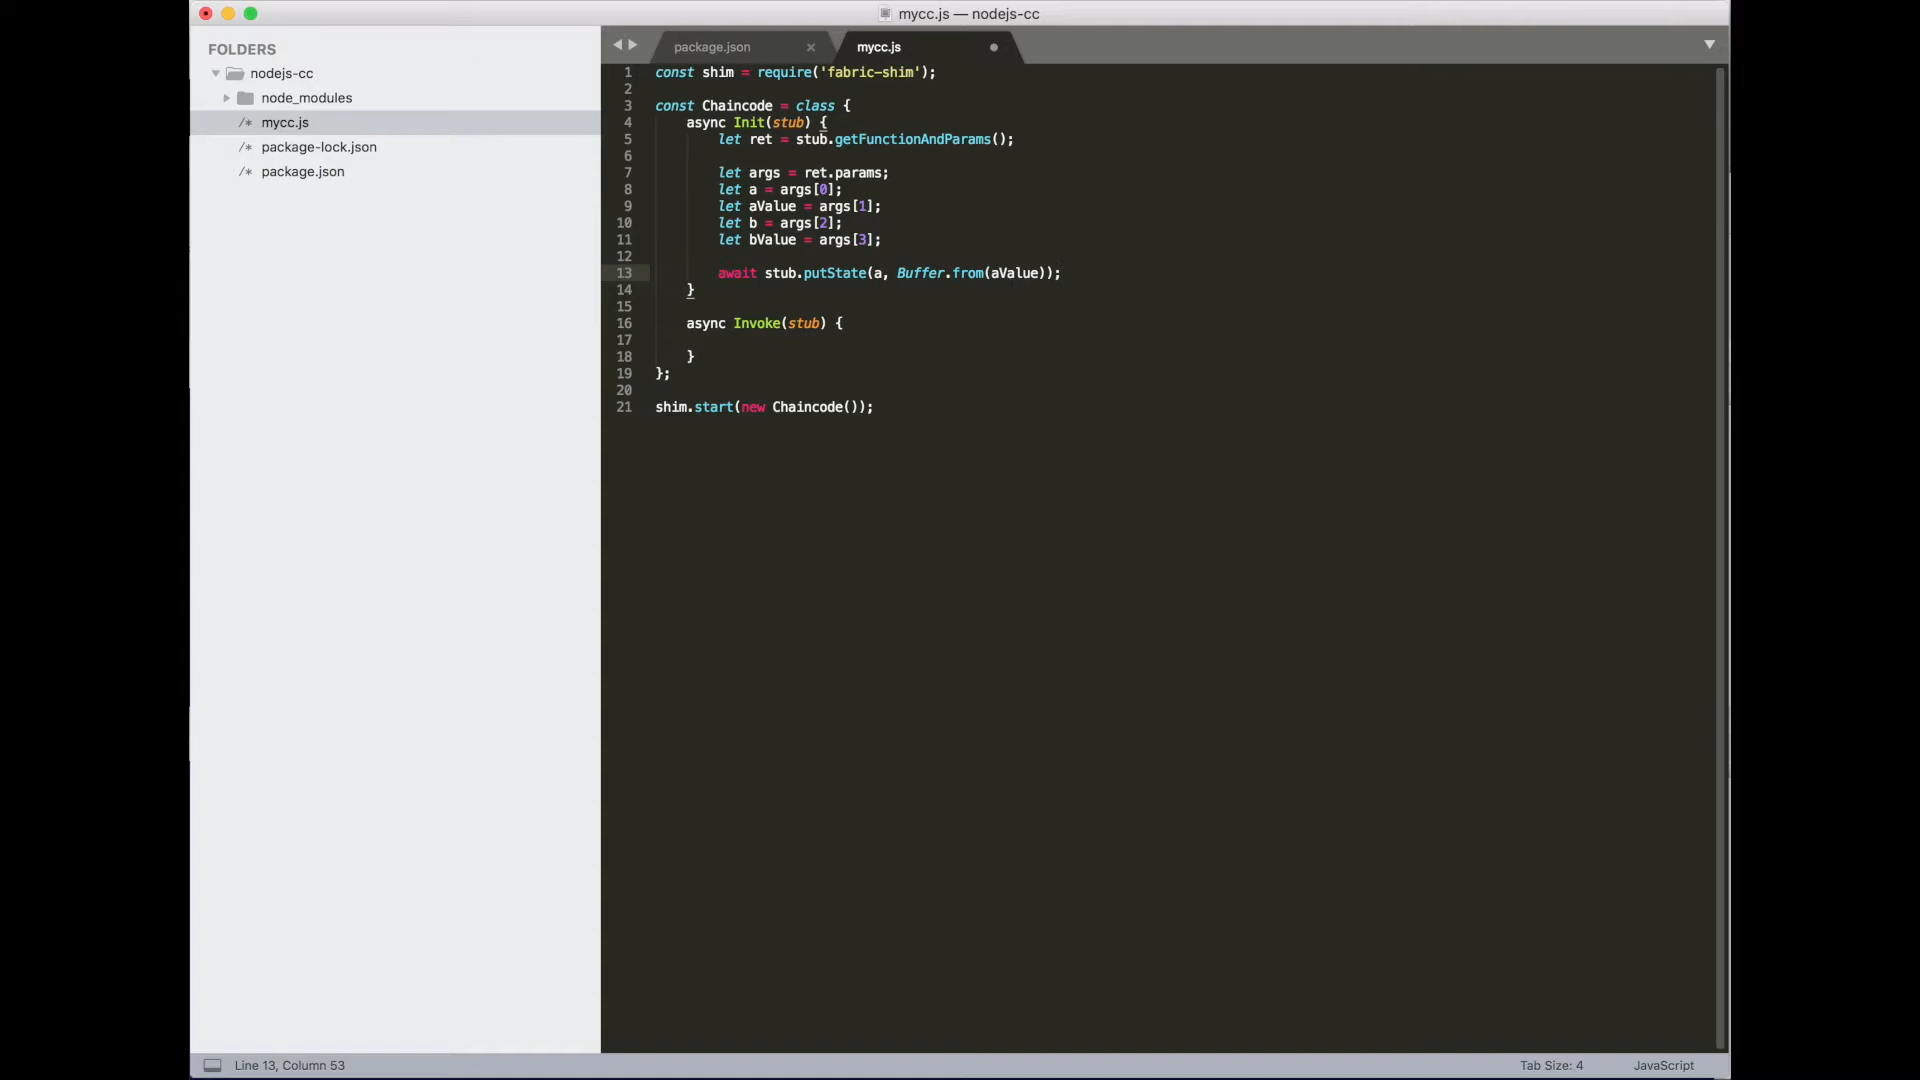 mycc.js — nodejs-cc
FOLDERS
nodejs-cc
node_modules
/* mycc.js
/* package-lock.json
/* package.json
package.json
mycc.js
1 const shim = require('fabric-shim');
2
3 const Chaincode = class {
4 async Init(stub) {
5 let ret = stub.getFunctionAndParams();
6
7 let args = ret.params;
8 let a = args[0];
9 let aValue = args[1];
10 let b = args[2];
11 let bValue = args[3];
12
13 await stub.putState(a, Buffer.from(aValue));
14 }
15
16 async Invoke(stub) {
17
18 }
19 };
20
21 shim.start(new Chaincode());
Line 13, Column 53
Tab Size: 4
JavaScript